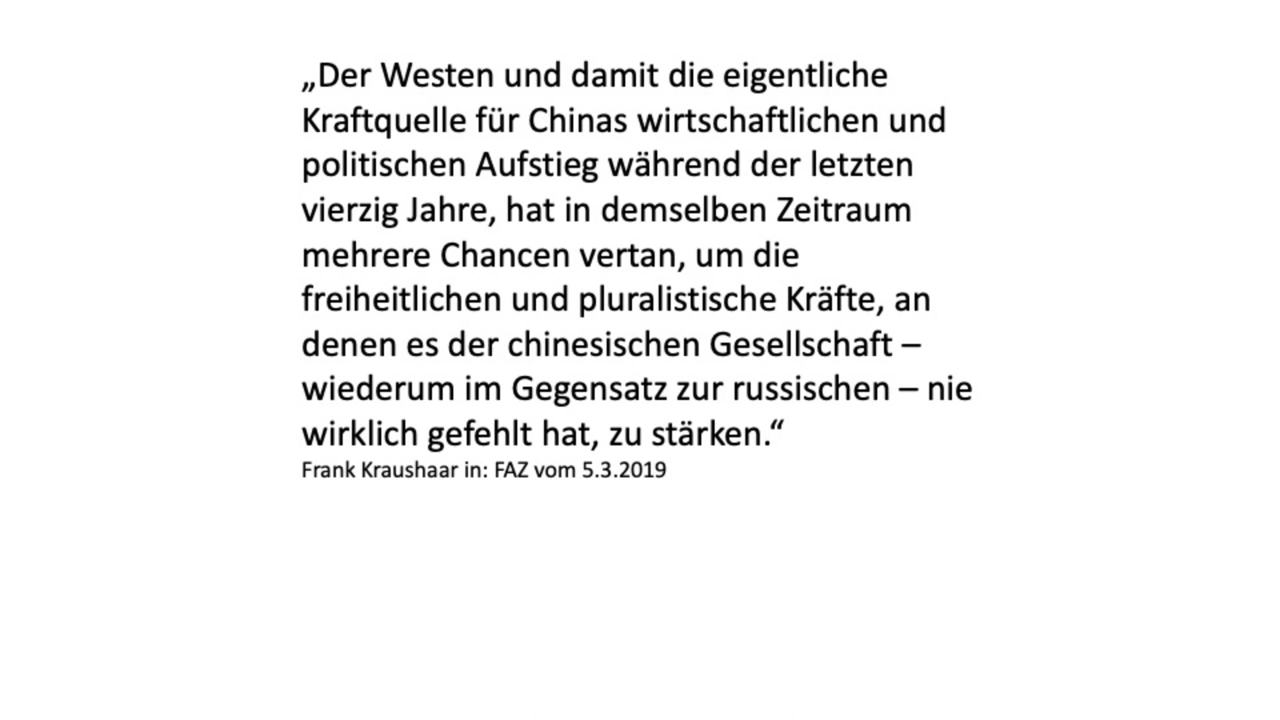 „Der Westen und damit die eigentliche
Kraftquelle für Chinas wirtschaftlichen und
politischen Aufstieg während der letzten
vierzig Jahre, hat in demselben Zeitraum
mehrere Chancen vertan, um die
freiheitlichen und pluralistische Kräfte, an
denen es der chinesischen Gesellschaft –
wiederum im Gegensatz zur russischen – nie
wirklich gefehlt hat, zu stärken.“
Frank Kraushaar in: FAZ vom 5.3.2019